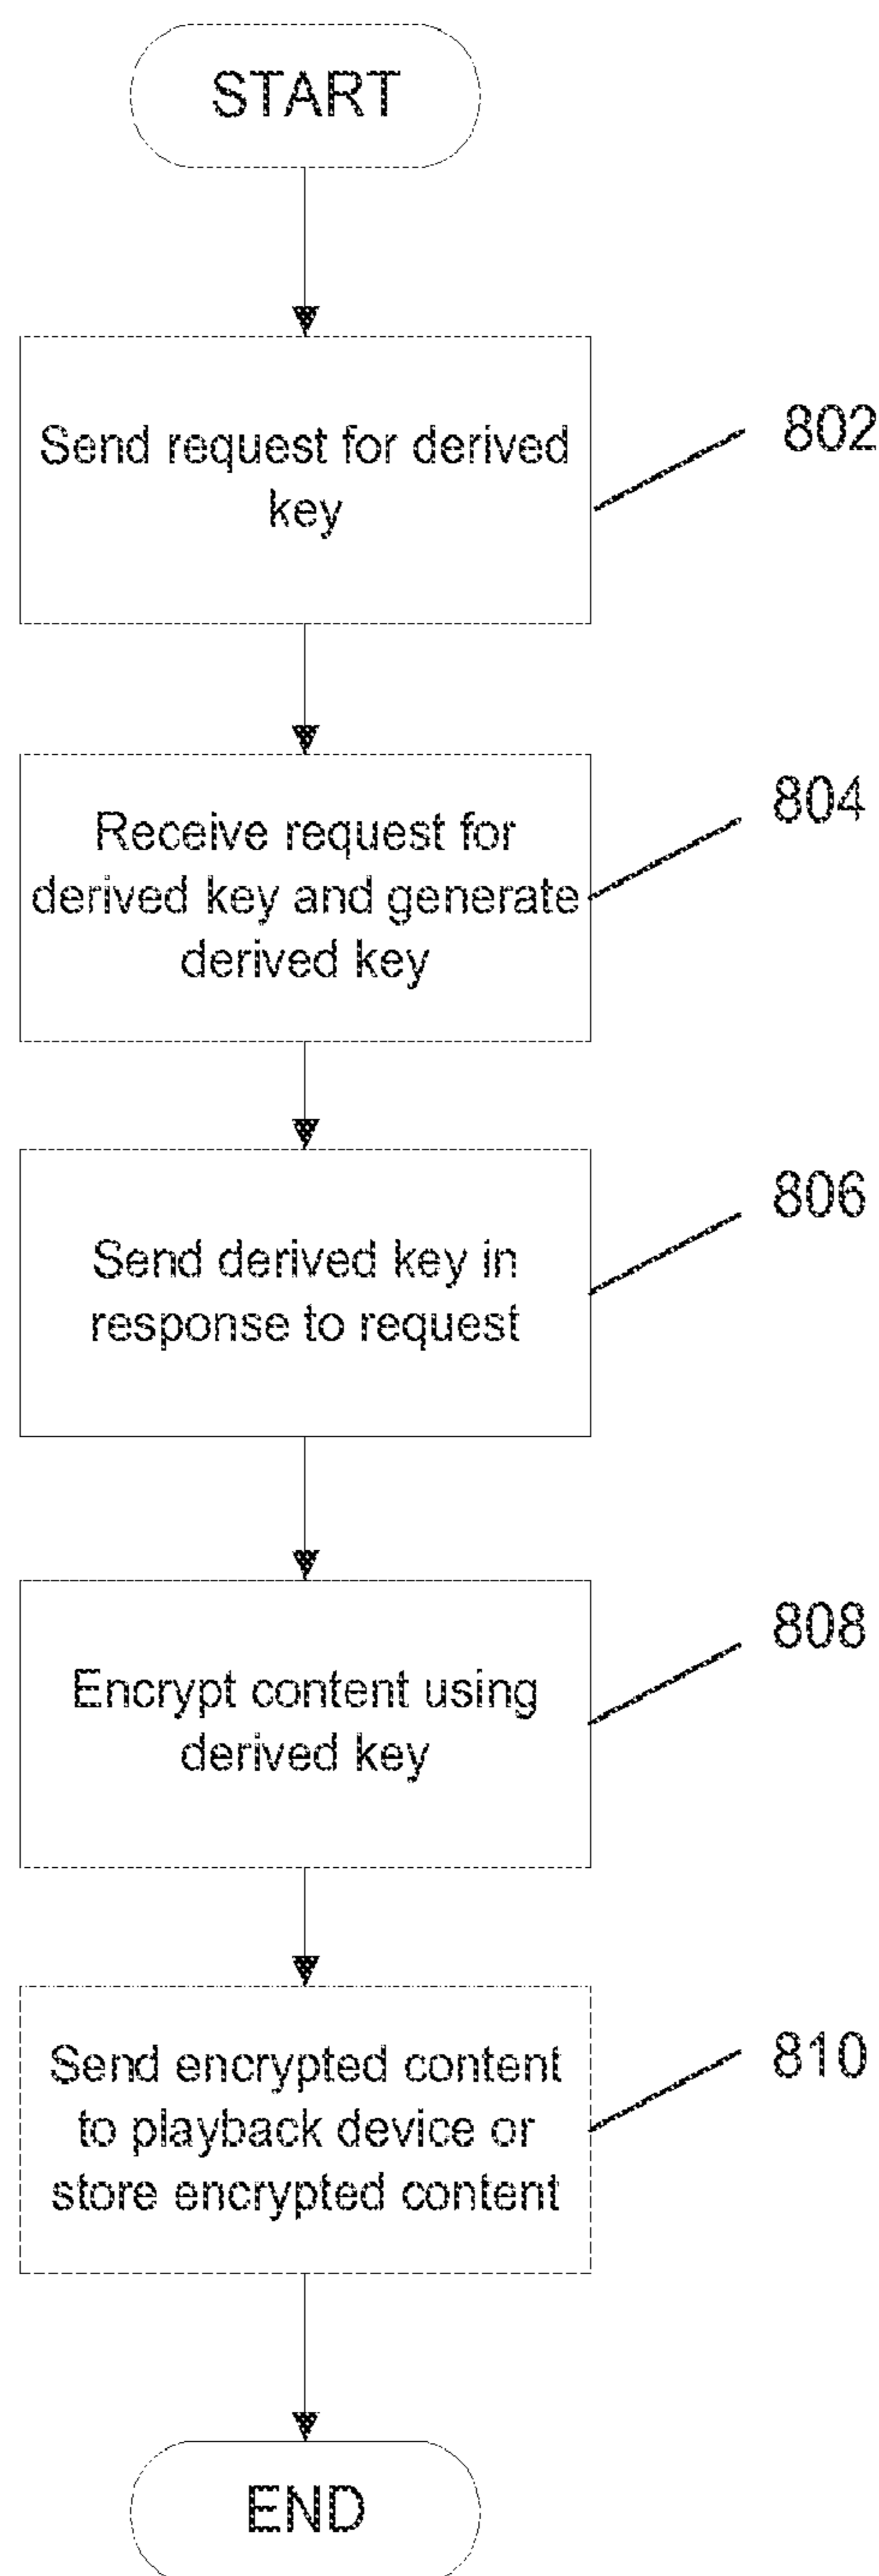 START
Send request for derived
key
802
Receive request for
derived key and generate
derived key
804
Send derived key in
response to request
806
Encrypt content using
derived key
808
Send encrypted content
to playback device or
store encrypted content
810
END